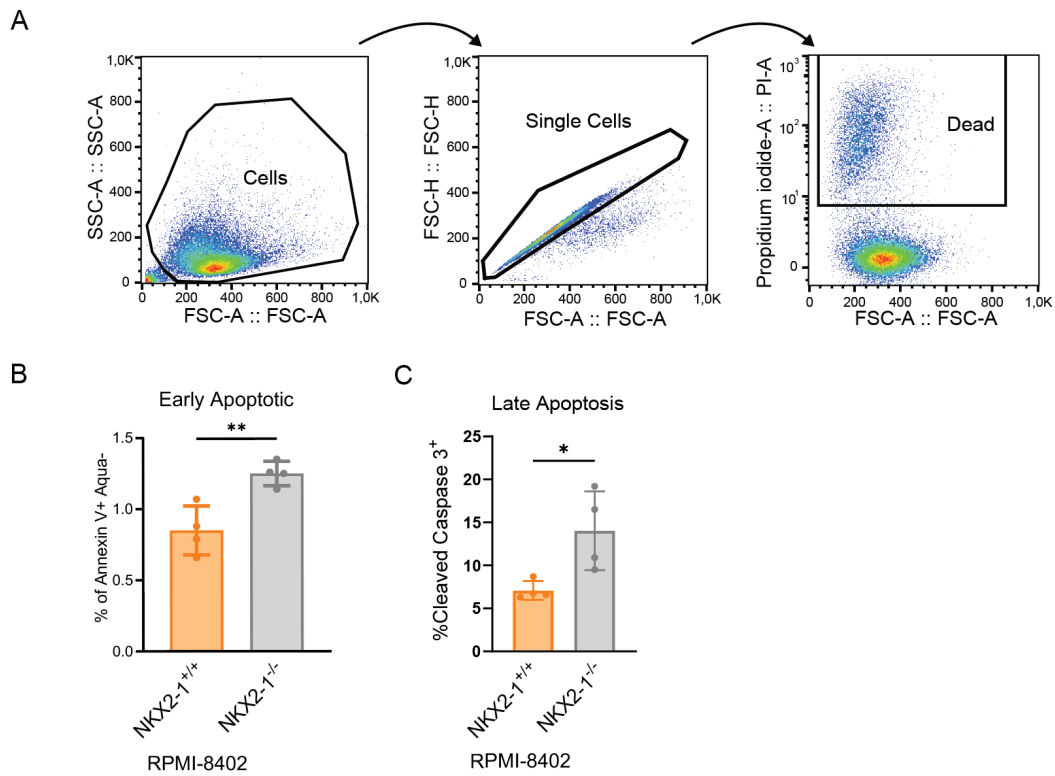 A
SSC-A :: SSC-A
1,0K
800
600
400
200
0
Cells
0 200 400 600 800 1,0K
FSC-A :: FSC-A
FSC-H :: FSC-H
1,0K
800
600
400
200
0
Single Cells
0 200 400 600 800 1,0K
FSC-A :: FSC-A
Propidium iodide-A :: PI-A
10³
10²
10¹
0
Dead
0 200 400 600 800 1,0K
FSC-A :: FSC-A
B
Early Apoptotic
% of Annexin V+ Aqua-
1.5
1.0
0.5
0.0
**
NKX2-1+/+
NKX2-1-/-
RPMI-8402
C
Late Apoptosis
%Cleaved Caspase 3+
25
20
15
10
5
0
*
NKX2-1+/+
NKX2-1-/-
RPMI-8402